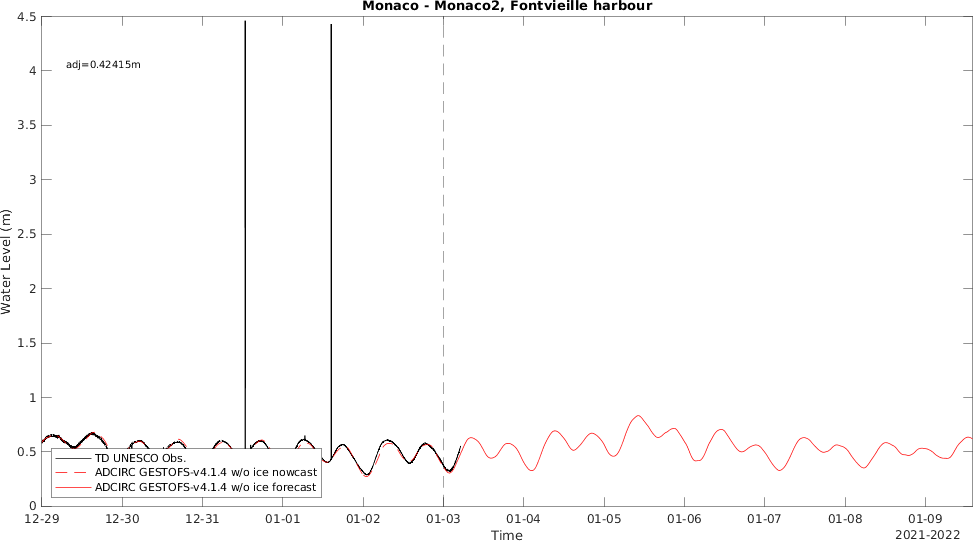 Monaco - Monaco2, Fontvieille harbour
4.5
4
3.5
3
2.5
2
1.5
1
0.5
0
Water Level (m)
adj=0.42415m
TD UNESCO Obs.
ADCIRC GESTOFS-v4.1.4 w/o ice nowcast
ADCIRC GESTOFS-v4.1.4 w/o ice forecast
12-29 12-30 12-31 01-01 01-02 01-03 01-04 01-05 01-06 01-07 01-08 01-09
Time
2021-2022